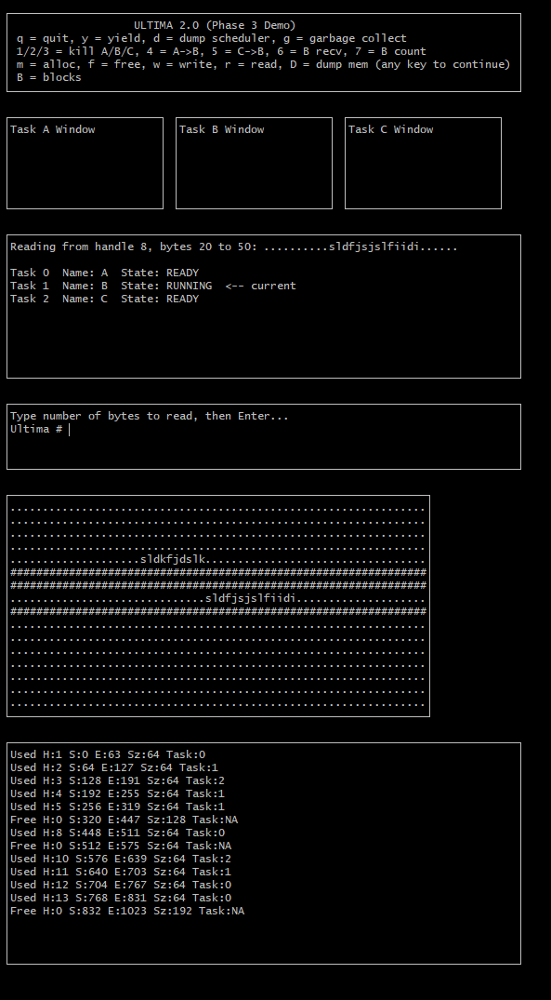 ULTIMA 2.0 (Phase 3 Demo)
q = quit, y = yield, d = dump scheduler, g = garbage collect
1/2/3 = kill A/B/C, 4 = A->B, 5 = C->B, 6 = B recv, 7 = B count
m = alloc, f = free, w = write, r = read, D = dump mem (any key to continue)
B = blocks
Task A Window
Task B Window
Task C Window
Reading from handle 8, bytes 20 to 50: ..........sldfjsjslfiidi......
Task 0  Name: A  State: READY
Task 1  Name: B  State: RUNNING  <-- current
Task 2  Name: C  State: READY
Type number of bytes to read, then Enter...
Ultima #
................................................................
................................................................
................................................................
................................................................
....................sldkfjdslk..................................
################################################################
################################################################
..............................sldfjsjslfiidi....................
################################################################
................................................................
................................................................
................................................................
................................................................
................................................................
................................................................
................................................................
Used H:1 S:0 E:63 Sz:64 Task:0
Used H:2 S:64 E:127 Sz:64 Task:1
Used H:3 S:128 E:191 Sz:64 Task:2
Used H:4 S:192 E:255 Sz:64 Task:1
Used H:5 S:256 E:319 Sz:64 Task:1
Free H:0 S:320 E:447 Sz:128 Task:NA
Used H:8 S:448 E:511 Sz:64 Task:0
Free H:0 S:512 E:575 Sz:64 Task:NA
Used H:10 S:576 E:639 Sz:64 Task:2
Used H:11 S:640 E:703 Sz:64 Task:1
Used H:12 S:704 E:767 Sz:64 Task:0
Used H:13 S:768 E:831 Sz:64 Task:0
Free H:0 S:832 E:1023 Sz:192 Task:NA